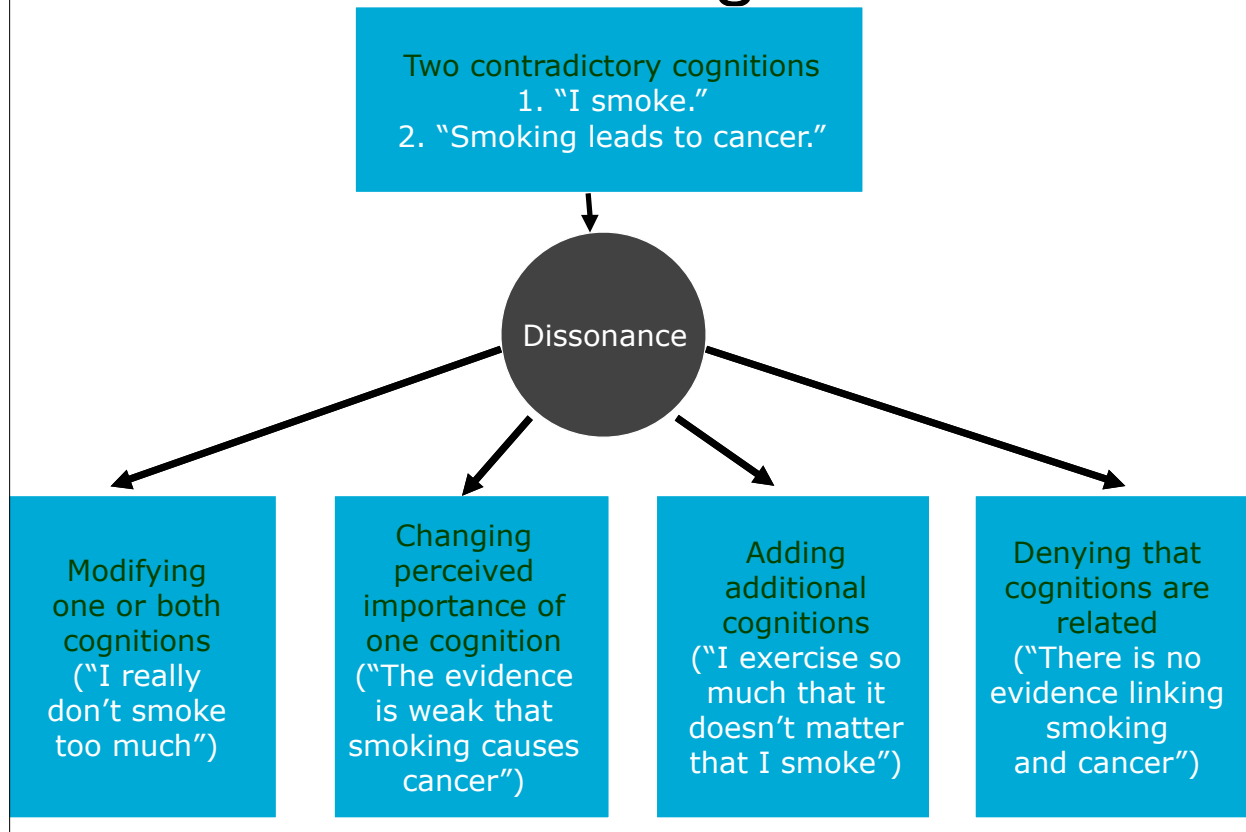 Two contradictory cognitions
1. “I smoke.”
2. “Smoking leads to cancer.”
Dissonance
Modifying
one or both
cognitions
(“I really
don’t smoke
too much”)
Changing
perceived
importance of
one cognition
(“The evidence
is weak that
smoking causes
cancer”)
Adding
additional
cognitions
(“I exercise so
much that it
doesn’t matter
that I smoke”)
Denying that
cognitions are
related
(“There is no
evidence linking
smoking
and cancer”)